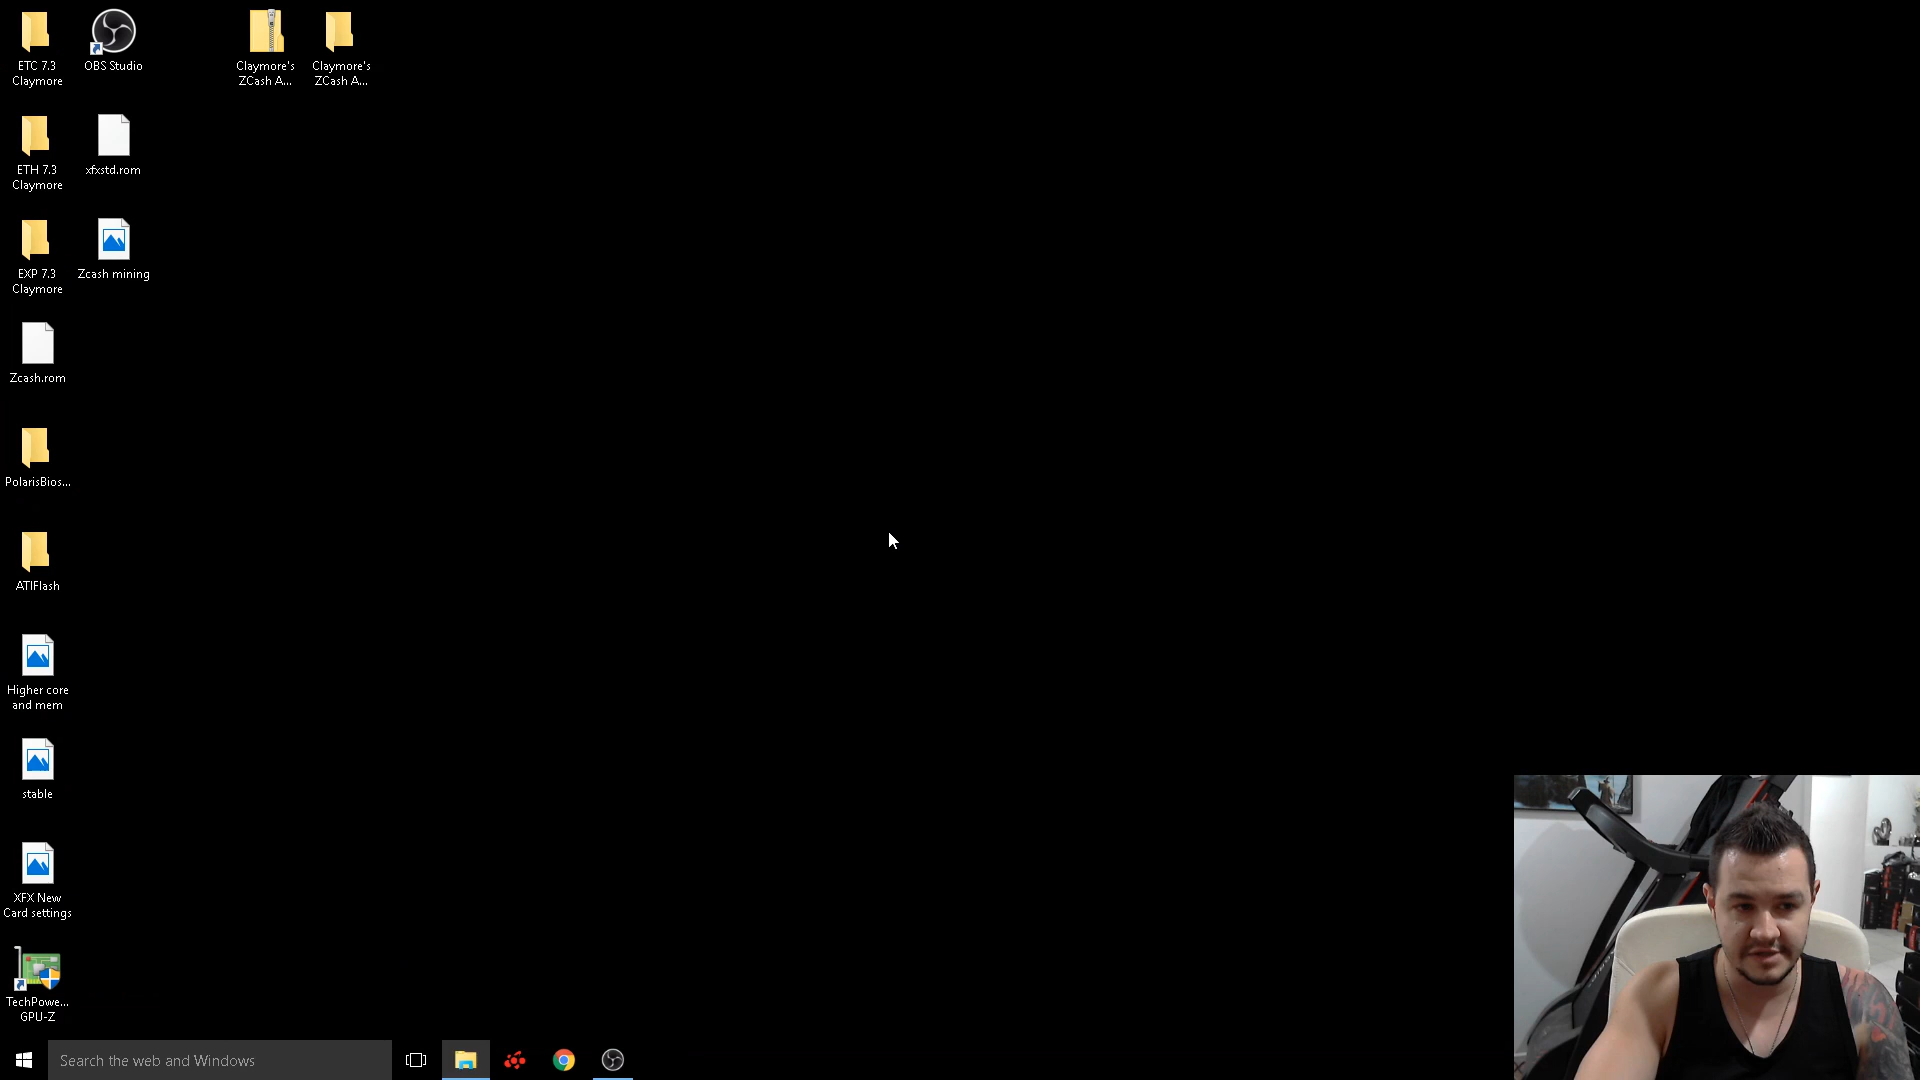 ETC 7.3
Claymore
OBS Studio
Claymore's
ZCash A...
Claymore's
ZCash A...
ETH 7.3
Claymore
xfxstd.rom
EXP 7.3
Claymore
Zcash mining
Zcash.rom
PolarisBios...
ATIFlash
Higher core
and mem
stable
XFX New
Card settings
TechPowe...
GPU-Z
Search the web and Windows